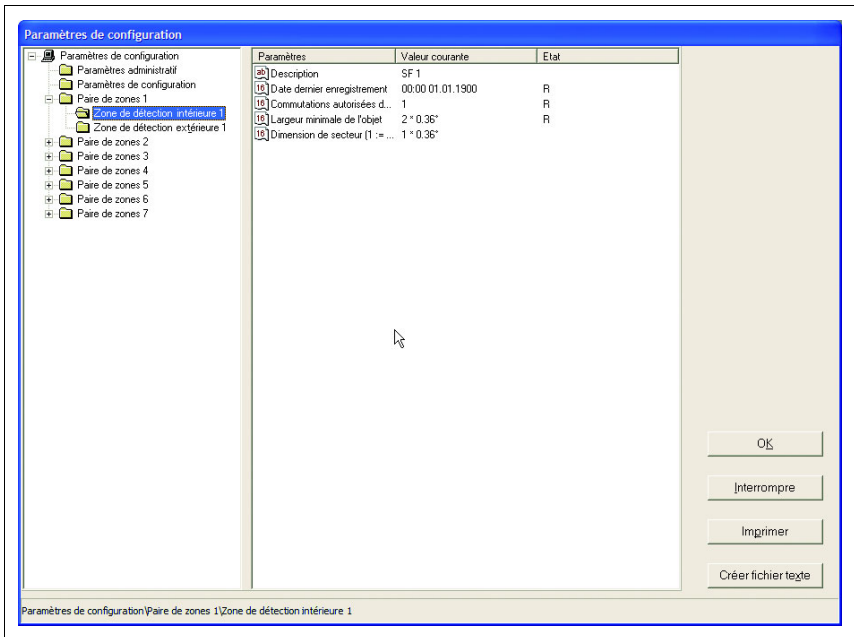 Paramètres de configuration
Paramètres de configuration
Paramètres administratif
Paramètres de configuration
Paire de zones 1
Zone de détection intérieure 1
Zone de détection extérieure 1
Paire de zones 2
Paire de zones 3
Paire de zones 4
Paire de zones 5
Paire de zones 6
Paire de zones 7
Paramètres Valeur courante Etat
ab Description SF 1
16 Date dernier enregistrement 00:00 01.01.1900 R
16 Commutations autorisées d... 1 R
16 Largeur minimale de l'objet 2 * 0.36° R
16 Dimension de secteur (1 := ... 1 * 0.36°
OK
Interrompre
Imprimer
Créer fichier texte
Paramètres de configuration\Paire de zones 1\Zone de détection intérieure 1